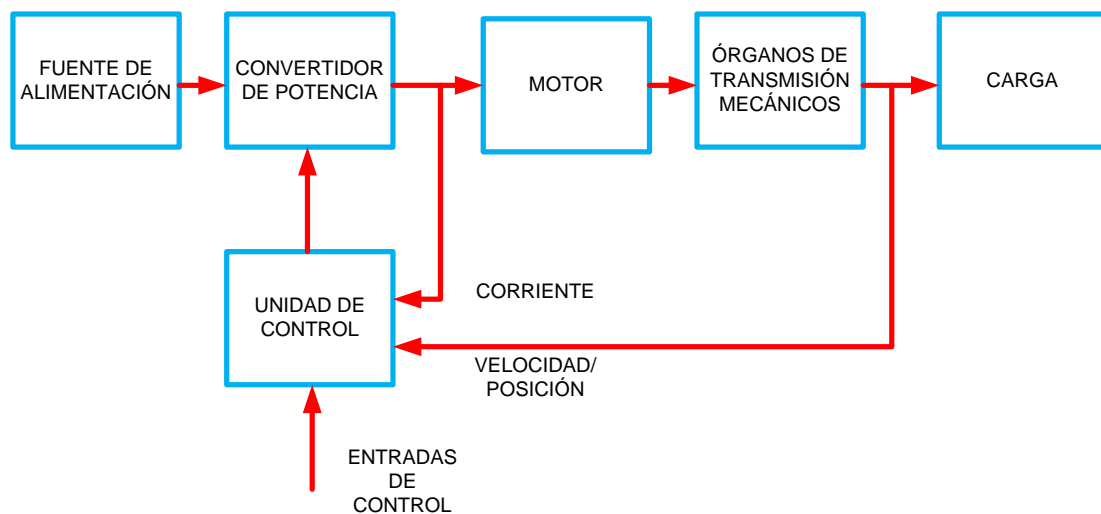 FUENTE DE
ALIMENTACIÓN
CONVERTIDOR
DE POTENCIA
MOTOR
ÓRGANOS DE
TRANSMISIÓN
MECÁNICOS
CARGA
UNIDAD DE
CONTROL
CORRIENTE
VELOCIDAD/
POSICIÓN
ENTRADAS
DE
CONTROL